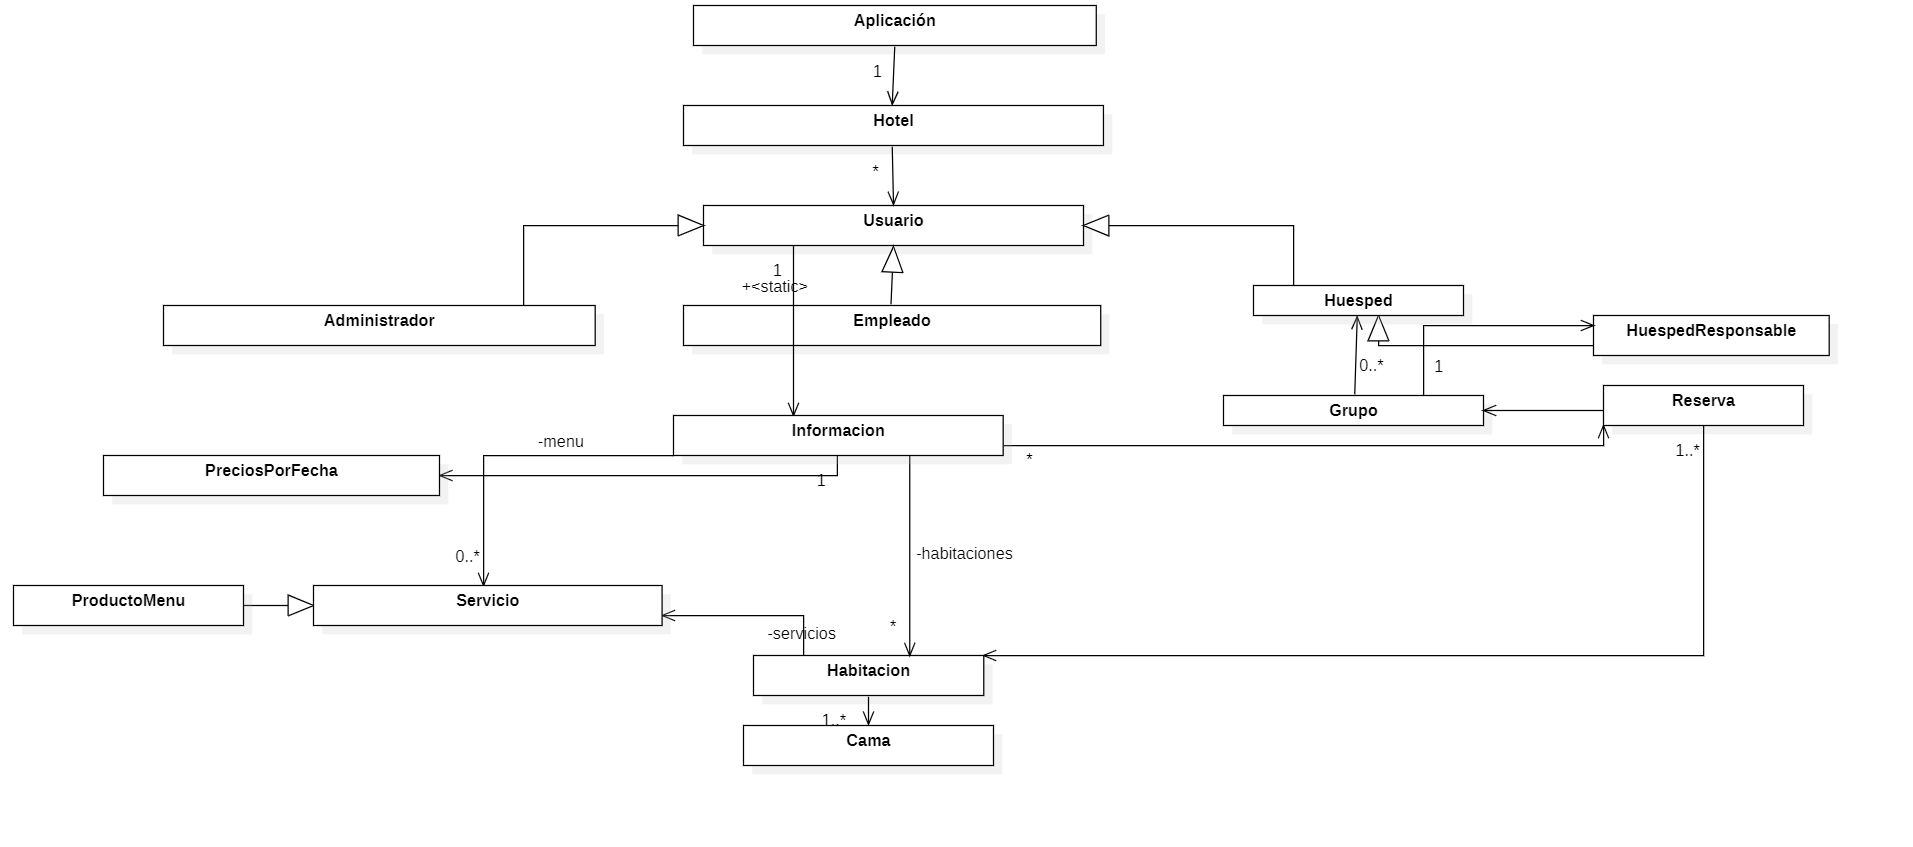 Aplicación
1
Hotel
*
Usuario
1
+<static>
Administrador
Empleado
Huesped
HuespedResponsable
0..*
1
Grupo
Reserva
Informacion
-menu
*
1..*
PreciosPorFecha
1
-habitaciones
0..*
ProductoMenu
Servicio
*
-servicios
Habitacion
1..*
Cama